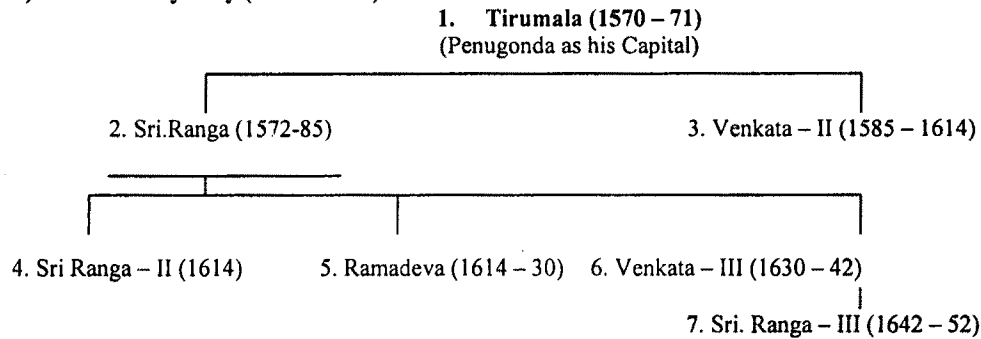 1. Tirumala (1570 – 71)
(Penugonda as his Capital)
2. Sri.Ranga (1572-85) 3. Venkata – II (1585 – 1614)
4. Sri Ranga – II (1614) 5. Ramadeva (1614 – 30) 6. Venkata – III (1630 – 42)
7. Sri. Ranga – III (1642 – 52)